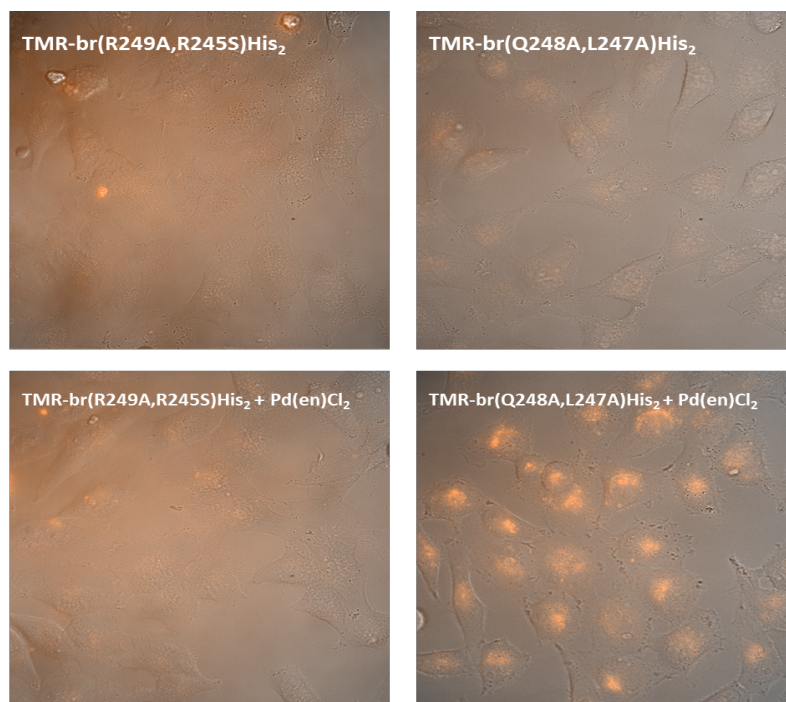 TMR-br(R249A,R245S)His₂
TMR-br(Q248A,L247A)His₂
TMR-br(R249A,R245S)His₂ + Pd(en)Cl₂
TMR-br(Q248A,L247A)His₂ + Pd(en)Cl₂